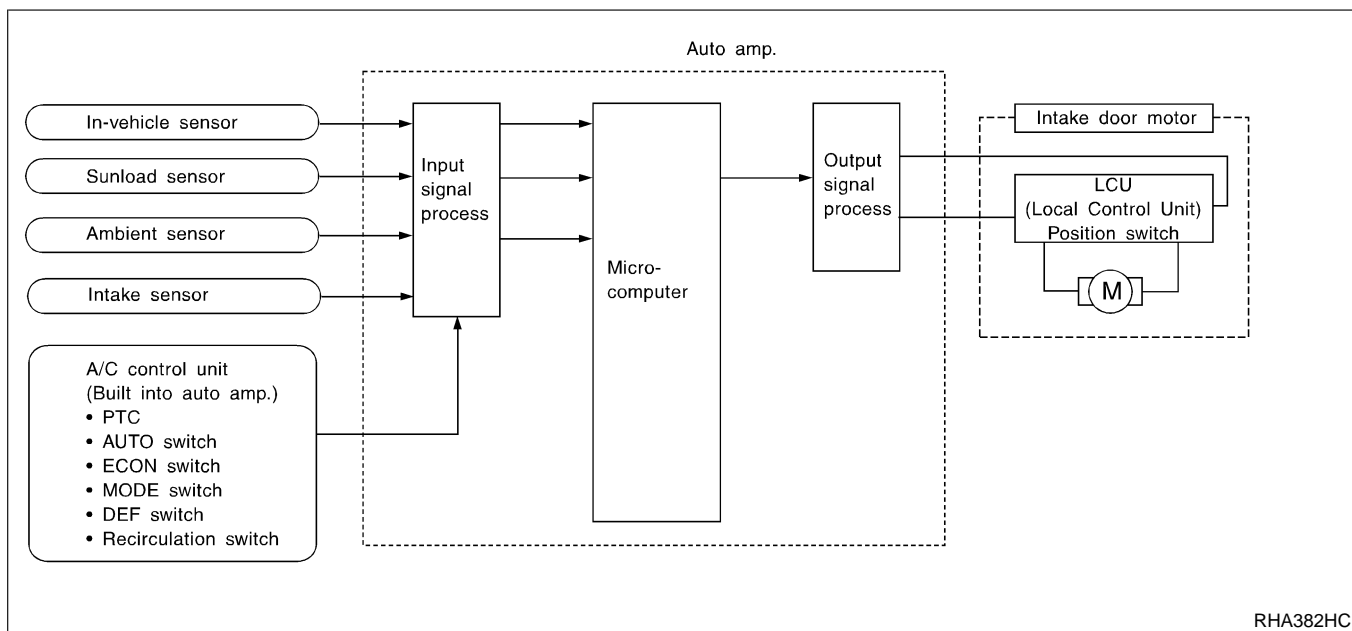 Auto amp.
In-vehicle sensor
Sunload sensor
Ambient sensor
Intake sensor
A/C control unit
(Built into auto amp.)
• PTC
• AUTO switch
• ECON switch
• MODE switch
• DEF switch
• Recirculation switch
Input
signal
process
Micro-
computer
Output
signal
process
Intake door motor
LCU
(Local Control Unit)
Position switch
M
RHA382HC